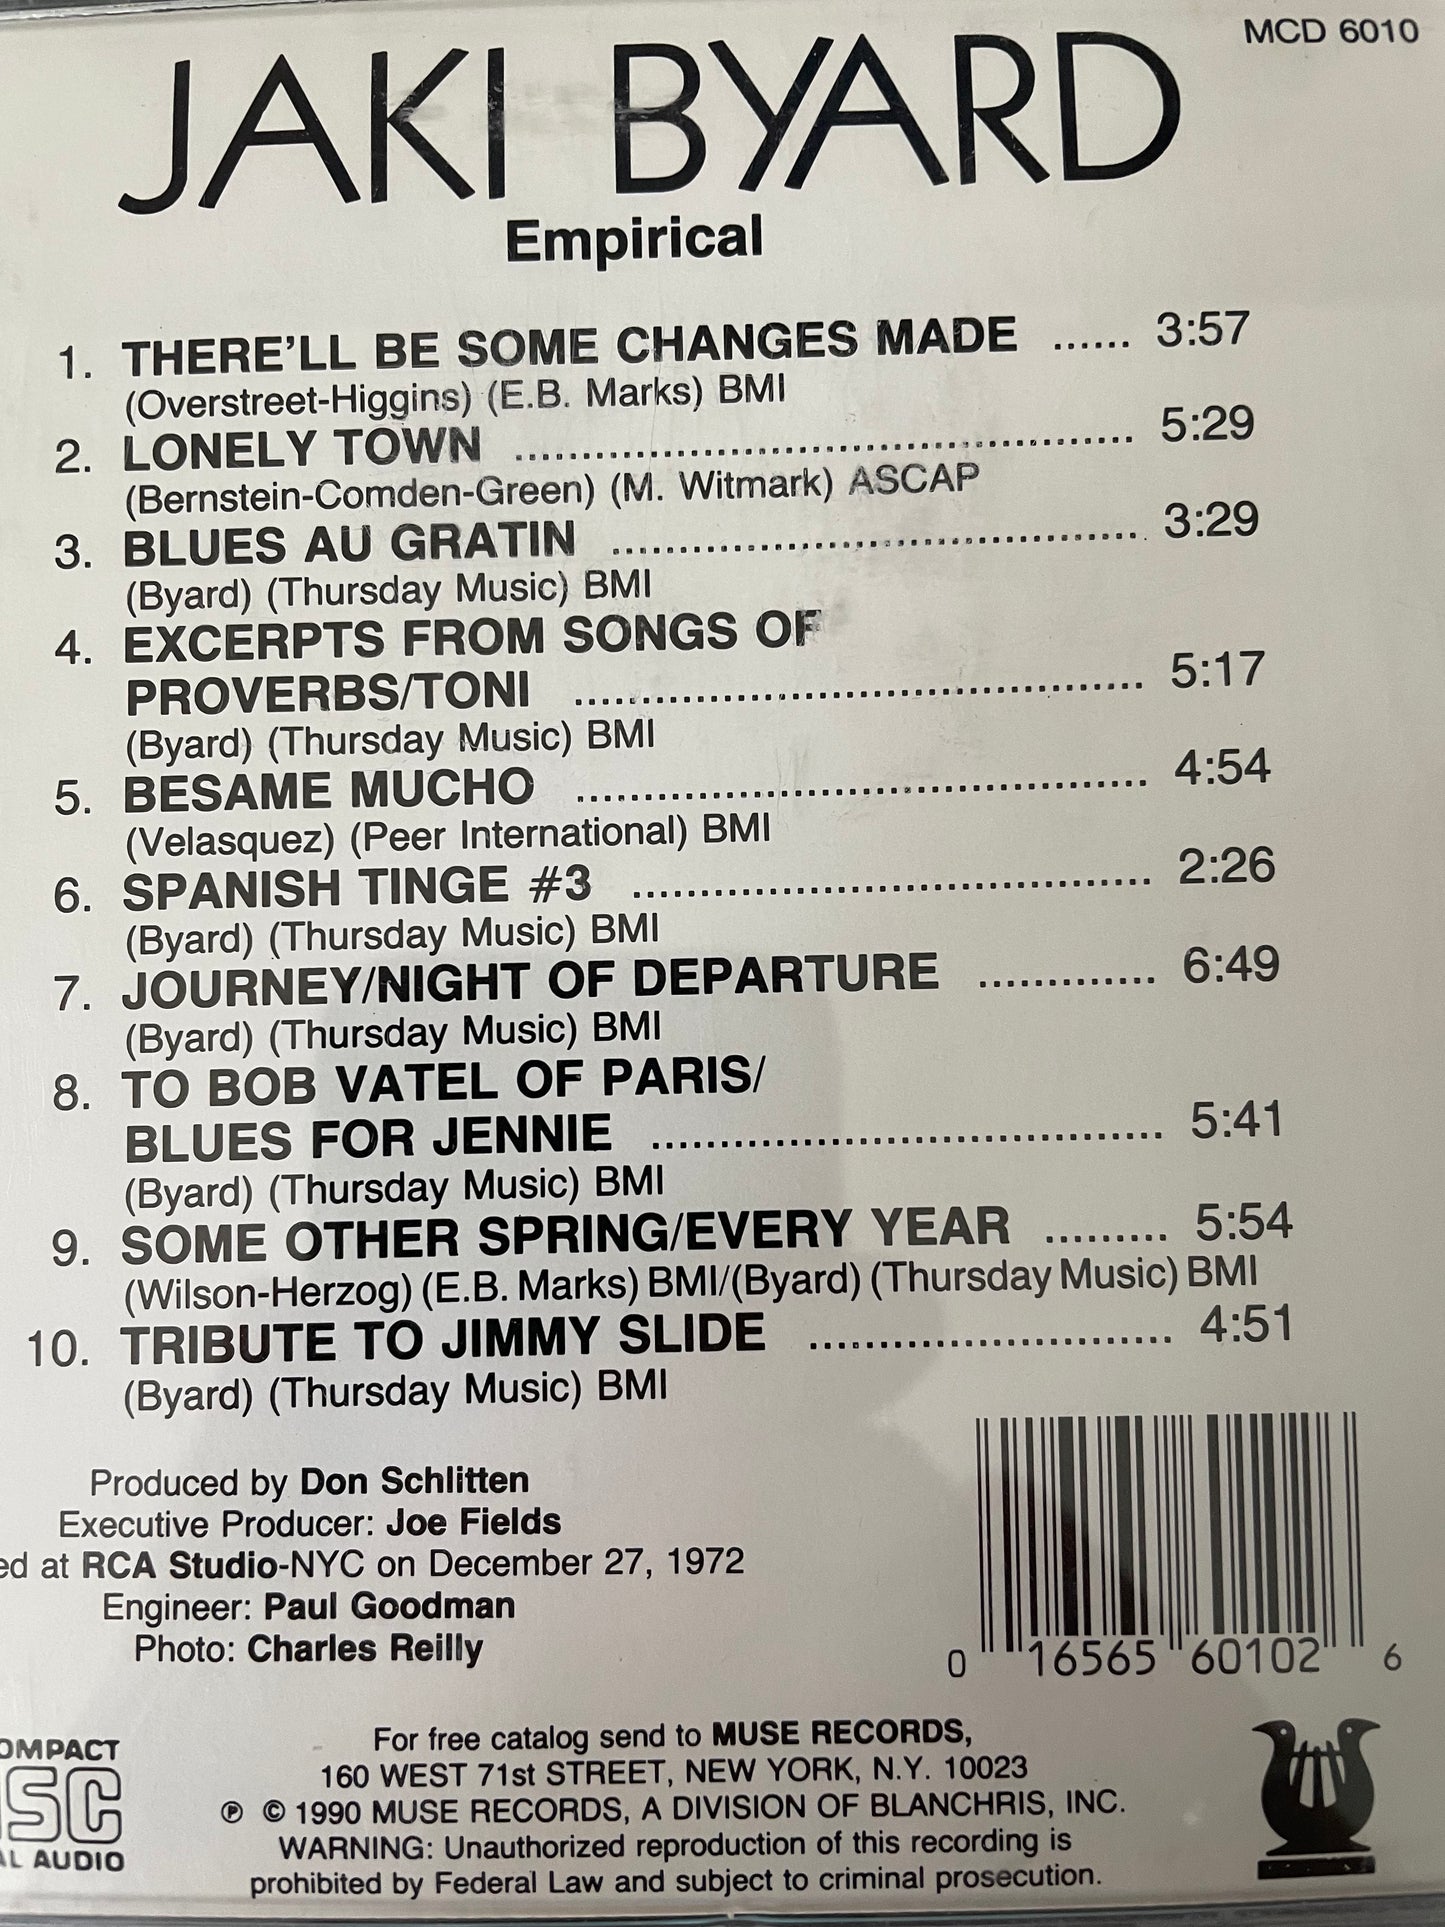 MCD 6010
JAKI BYARD
Empirical
1. THERE'LL BE SOME CHANGES MADE ...... 3:57
(Overstreet-Higgins) (E.B. Marks) BMI
2. LONELY TOWN ...... 5:29
(Bernstein-Comden-Green) (M. Witmark) ASCAP
3. BLUES AU GRATIN ...... 3:29
(Byard) (Thursday Music) BMI
4. EXCERPTS FROM SONGS OF
PROVERBS/TONI ...... 5:17
(Byard) (Thursday Music) BMI
5. BESAME MUCHO ...... 4:54
(Velasquez) (Peer International) BMI
6. SPANISH TINGE #3 ...... 2:26
(Byard) (Thursday Music) BMI
7. JOURNEY/NIGHT OF DEPARTURE ...... 6:49
(Byard) (Thursday Music) BMI
8. TO BOB VATEL OF PARIS/
BLUES FOR JENNIE ...... 5:41
(Byard) (Thursday Music) BMI
9. SOME OTHER SPRING/EVERY YEAR ...... 5:54
(Wilson-Herzog) (E.B. Marks) BMI/(Byard) (Thursday Music) BMI
10. TRIBUTE TO JIMMY SLIDE ...... 4:51
(Byard) (Thursday Music) BMI
Produced by Don Schlitten
Executive Producer: Joe Fields
ed at RCA Studio-NYC on December 27, 1972
Engineer: Paul Goodman
Photo: Charles Reilly
0 16565 60102 6
OMPACT
ISC
AL AUDIO
For free catalog send to MUSE RECORDS,
160 WEST 71st STREET, NEW YORK, N.Y. 10023
℗ © 1990 MUSE RECORDS, A DIVISION OF BLANCHRIS, INC.
WARNING: Unauthorized reproduction of this recording is
prohibited by Federal Law and subject to criminal prosecution.